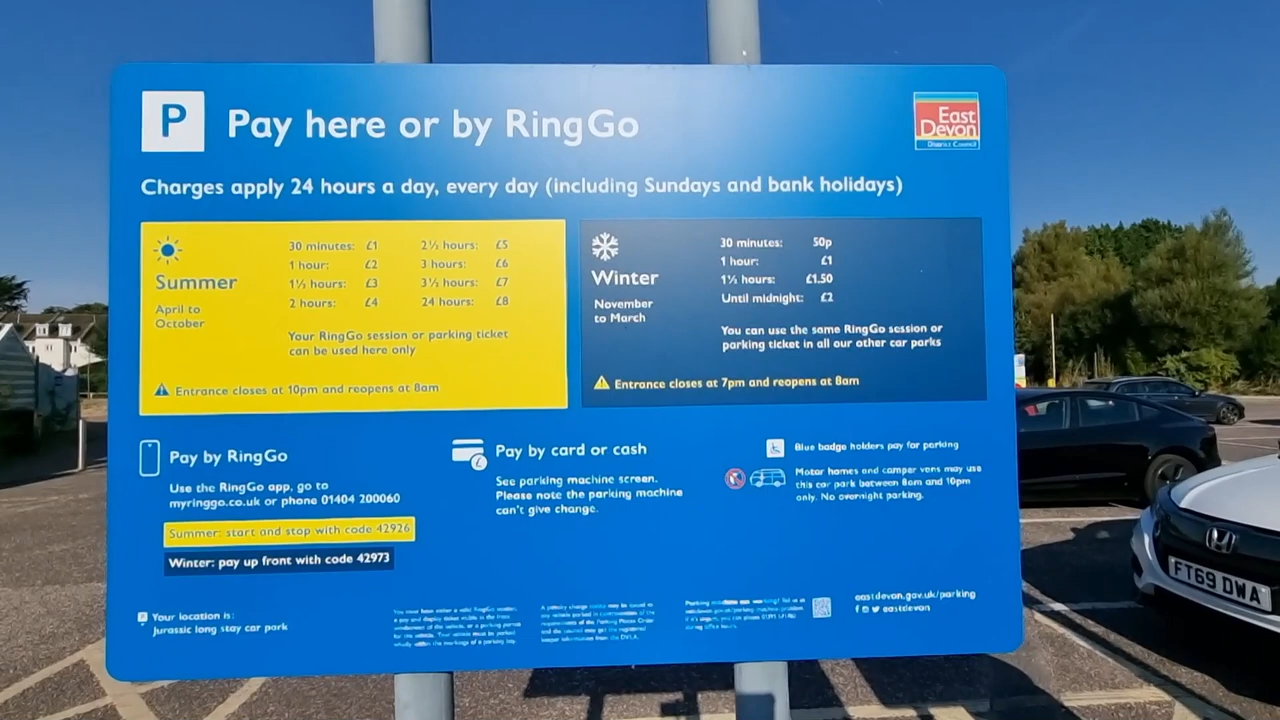 P
Pay here or by RingGo
East
Devon
District Council
Charges apply 24 hours a day, every day (including Sundays and bank holidays)
Summer
April to
October
30 minutes: £1
1 hour: £2
1½ hours: £3
2 hours: £4
2½ hours: £5
3 hours: £6
3½ hours: £7
24 hours: £8
Your RingGo session or parking ticket
can be used here only
Entrance closes at 10pm and reopens at 8am
Winter
November
to March
30 minutes: 50p
1 hour: £1
1½ hours: £1.50
Until midnight: £2
You can use the same RingGo session or
parking ticket in all our other car parks
Entrance closes at 7pm and reopens at 8am
Pay by RingGo
Use the RingGo app, go to
myringgo.co.uk or phone 01404 200060
Summer: start and stop with code 42926
Winter: pay up front with code 42973
Pay by card or cash
See parking machine screen.
Please note the parking machine
can't give change.
Blue badge holders pay for parking
Motor homes and camper vans may use
this car park between 8am and 10pm
only. No overnight parking.
P
Your location is:
Jurassic long stay car park
eastdevon.gov.uk/parking
eastdevon
FT69 DWA